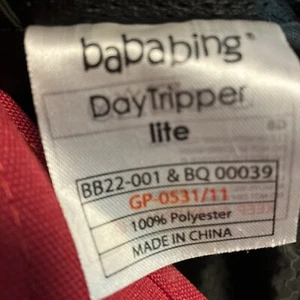 bababing
DayTripper
lite
BB22-001 & BQ 00039
GP-0531/11
100% Polyester
MADE IN CHINA